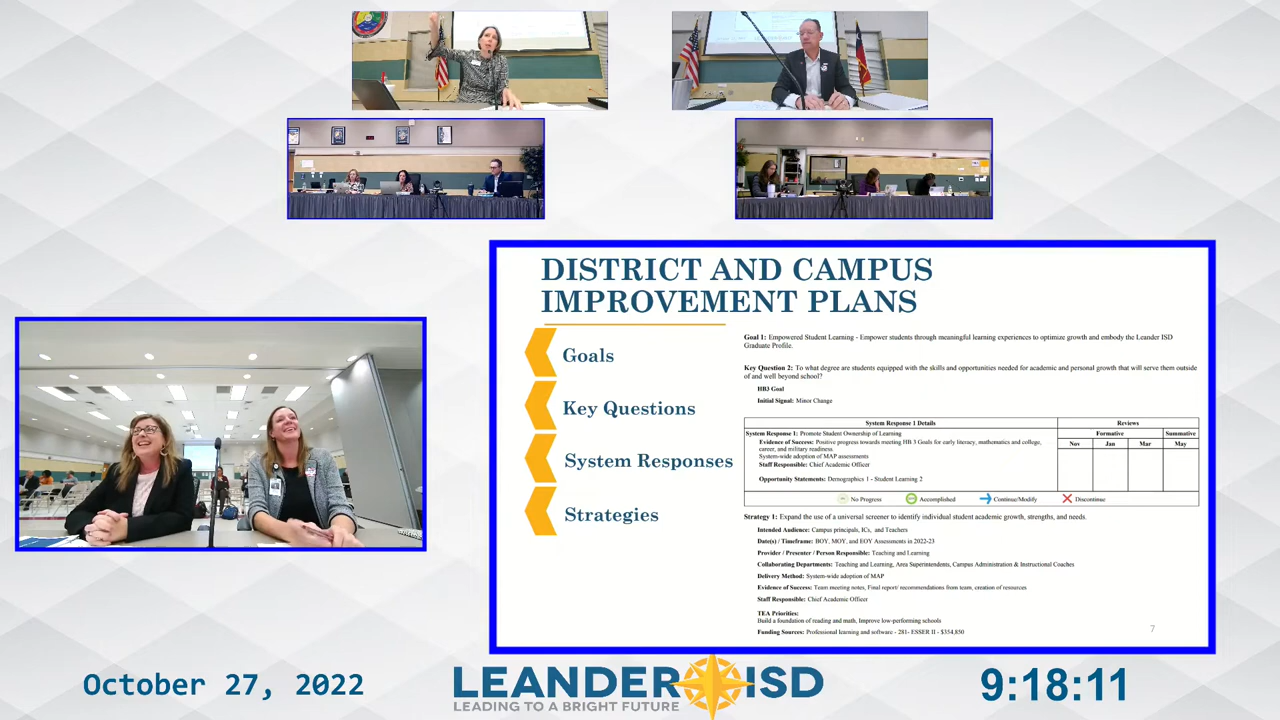 DISTRICT AND CAMPUS
IMPROVEMENT PLANS
Goals
Key Questions
System Responses
Strategies
Goal 1: Empowered Student Learning - Empower students through meaningful learning experiences to optimize growth and embody the Leander ISD
Graduate Profile.
Key Question 2: To what degree are students equipped with the skills and opportunities needed for academic and personal growth that will serve them outside
of and well beyond school?
HB3 Goal
Initial Signal: Minor Change
System Response 1 Details
Reviews
System Response 1: Promote Student Ownership of Learning
Formative
Summative
Evidence of Success: Positive progress towards meeting HB 3 Goals for early literacy, mathematics and college,
career, and military readiness.
Nov
Jan
Mar
May
System-wide adoption of MAP assessments
Staff Responsible: Chief Academic Officer
Opportunity Statements: Demographics 1 - Student Learning 2
No Progress
Accomplished
Continue/Modify
Discontinue
Strategy 1: Expand the use of a universal screener to identify individual student academic growth, strengths, and needs.
Intended Audience: Campus principals, ICs, and Teachers
Date(s) / Timeframe: BOY, MOY, and EOY Assessments in 2022-23
Provider / Presenter / Person Responsible: Teaching and Learning
Collaborating Departments: Teaching and Learning, Area Superintendents, Campus Administration & Instructional Coaches
Delivery Method: System-wide adoption of MAP
Evidence of Success: Team meeting notes, Final report/ recommendations from team, creation of resources
Staff Responsible: Chief Academic Officer
TEA Priorities:
Build a foundation of reading and math, Improve low-performing schools
Funding Sources: Professional learning and software - 281- ESSER II - $354,850
7
October 27, 2022
LEANDER ISD
LEADING TO A BRIGHT FUTURE
9:18:11